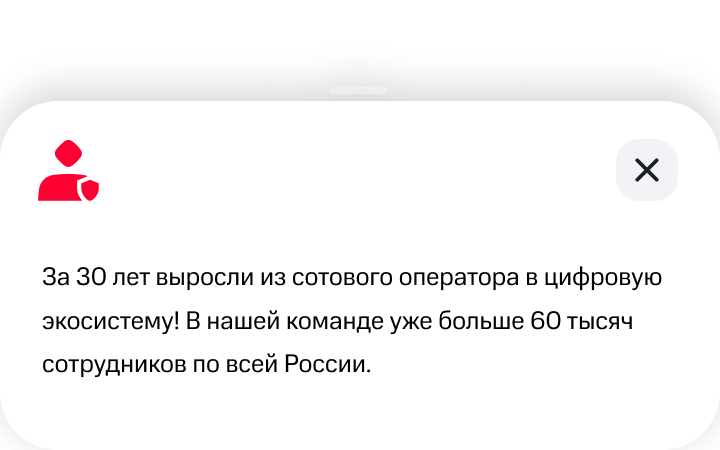 За 30 лет выросли из сотового оператора в цифровую
экосистему! В нашей команде уже больше 60 тысяч
сотрудников по всей России.